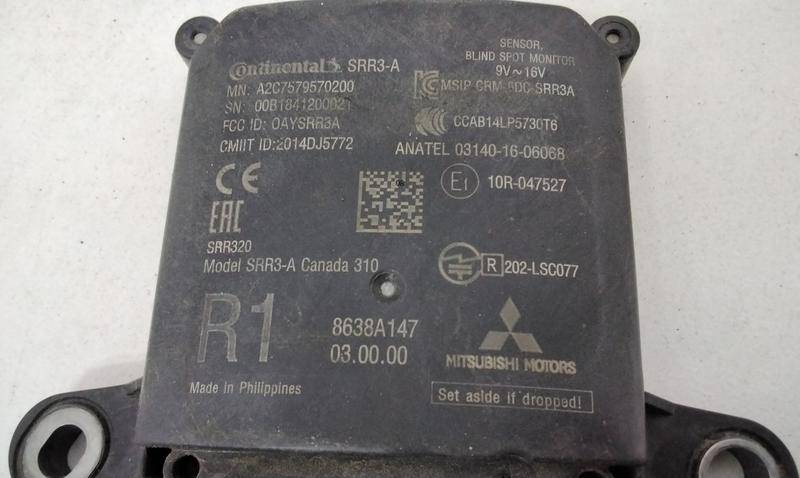 Continental SRR3-A
MN: A2C7579570200
SN: 00B1841200021
FCC ID: OAYSRR3A
CMIIT ID:2014DJ5772
SENSOR,
BLIND SPOT MONITOR
9V~16V
MSIP-CRM-6DC-SRR3A
CCAB14LP5730T6
ANATEL 03140-16-06068
CE
E1 10R-047527
EAC
SRR320
Model SRR3-A Canada 310
R 202-LSC077
R1
8638A147
03.00.00
MITSUBISHI MOTORS
Made in Philippines
Set aside if dropped!